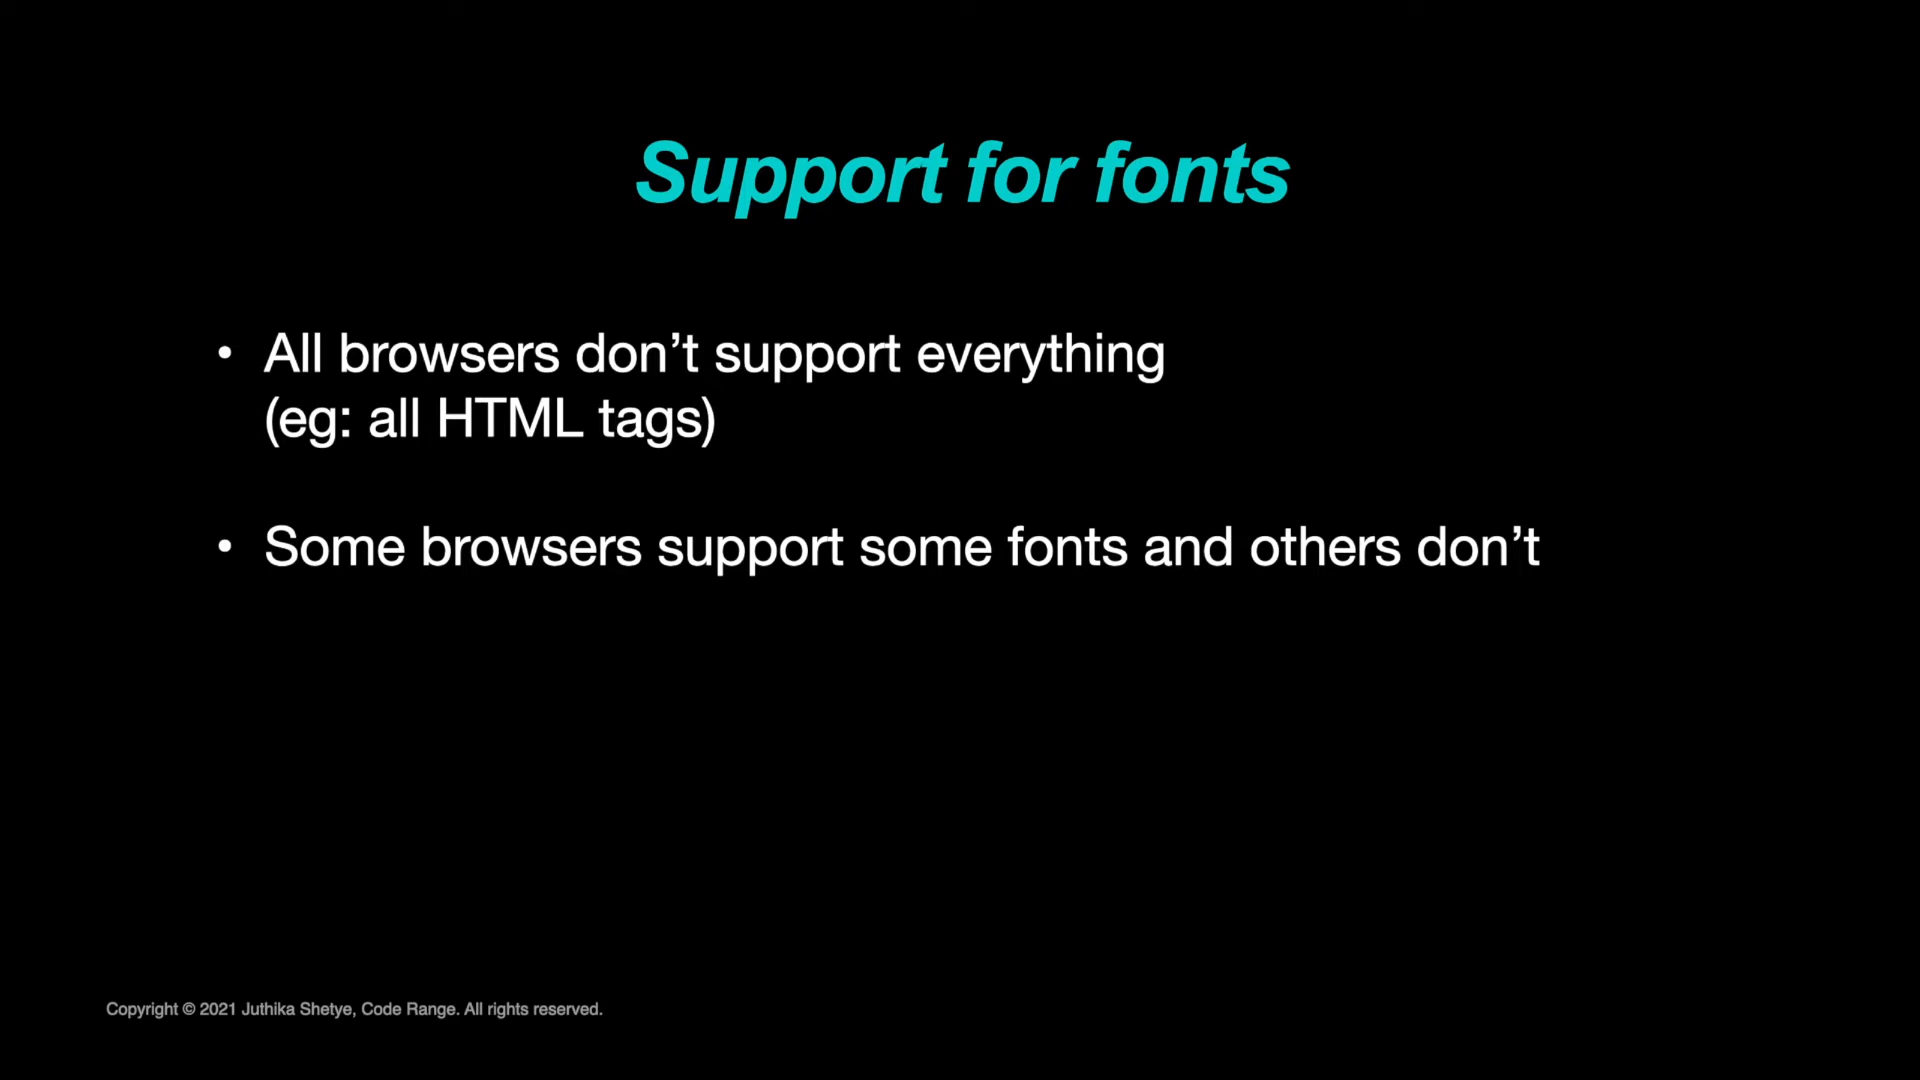 Support for fonts
• All browsers don’t support everything
(eg: all HTML tags)
• Some browsers support some fonts and others don’t
Copyright © 2021 Juthika Shetye, Code Range. All rights reserved.